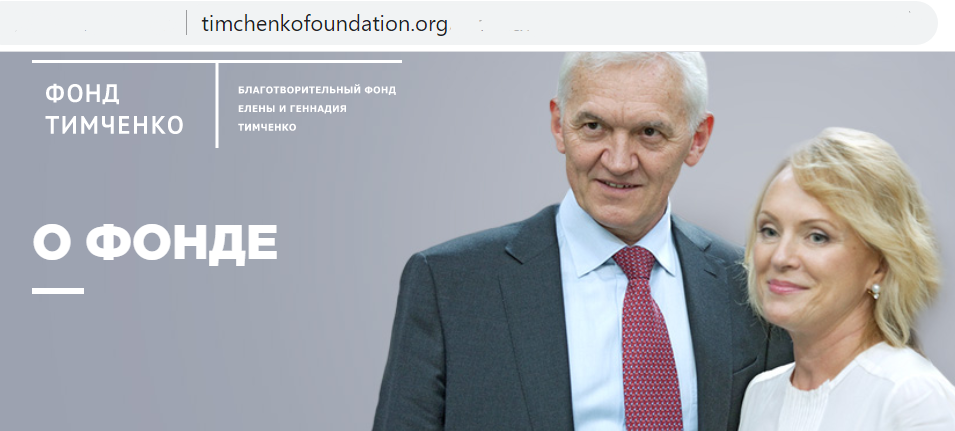 timchenkofoundation.org
ФОНД
ТИМЧЕНКО
БЛАГОТВОРИТЕЛЬНЫЙ ФОНД
ЕЛЕНЫ И ГЕННАДИЯ
ТИМЧЕНКО
О ФОНДЕ